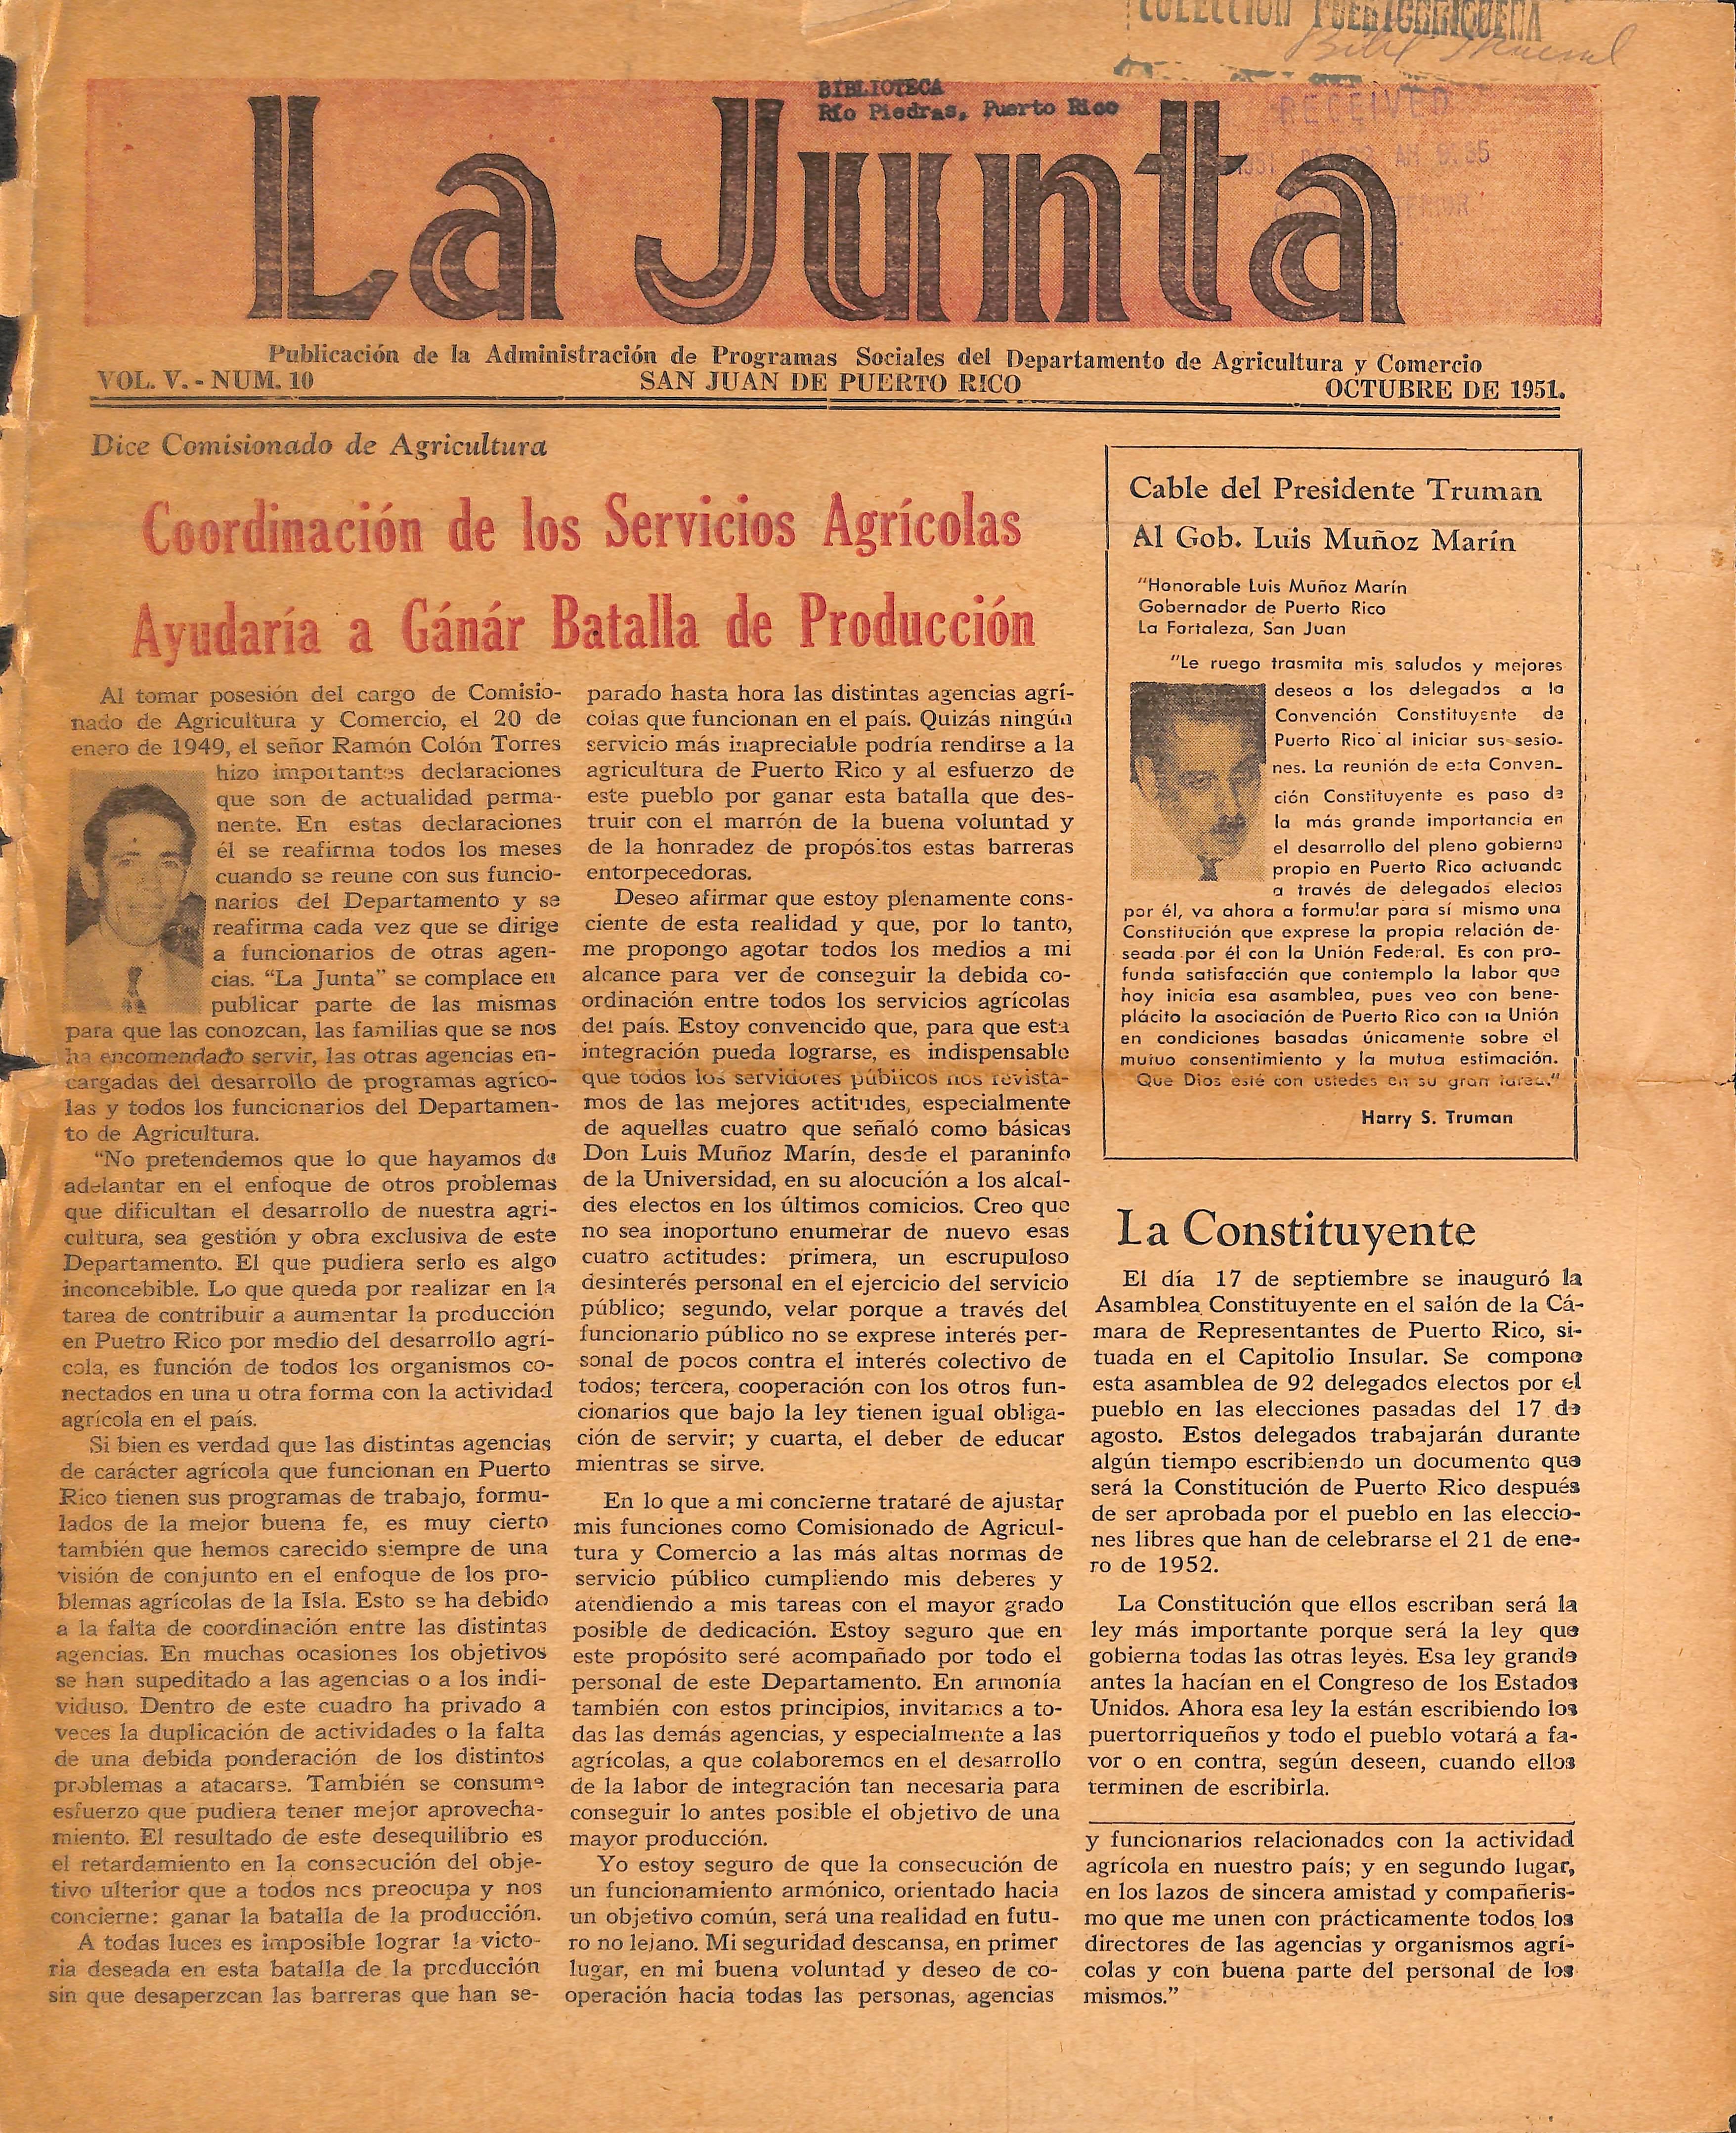 COLECCION PUERTORRIQUEÑA
BIBLIOTECA
Río Piedras, Puerto Rico
RECEIVED
AM
La Junta
Publicación de la Administración de Programas Sociales del Departamento de Agricultura y Comercio
VOL. V. - NUM. 10
SAN JUAN DE PUERTO RICO
OCTUBRE DE 1951.
Dice Comisionado de Agricultura
Coordinación de los Servicios Agrícolas
Ayudaría a Gánár Batalla de Producción
Al tomar posesión del cargo de Comisio-
nado de Agricultura y Comercio, el 20 de
enero de 1949, el señor Ramón Colón Torres
hizo importantes declaraciones
que son de actualidad perma-
nente. En estas declaraciones
él se reafirma todos los meses
cuando se reune con sus funcio-
narios del Departamento y se
reafirma cada vez que se dirige
a funcionarios de otras agen-
cias. "La Junta" se complace en
publicar parte de las mismas
para que las conozcan, las familias que se nos
ha encomendado servir, las otras agencias en-
cargadas del desarrollo de programas agríco-
las y todos los funcionarios del Departamen-
to de Agricultura.
"No pretendemos que lo que hayamos de
adelantar en el enfoque de otros problemas
que dificultan el desarrollo de nuestra agri-
cultura, sea gestión y obra exclusiva de este
Departamento. El que pudiera serlo es algo
inconcebible. Lo que queda por realizar en la
tarea de contribuir a aumentar la producción
en Puetro Rico por medio del desarrollo agrí-
cola, es función de todos los organismos co-
nectados en una u otra forma con la actividad
agrícola en el país.
Si bien es verdad que las distintas agencias
de carácter agrícola que funcionan en Puerto
Rico tienen sus programas de trabajo, formu-
lados de la mejor buena fe, es muy cierto
también que hemos carecido siempre de una
visión de conjunto en el enfoque de los pro-
blemas agrícolas de la Isla. Esto se ha debido
a la falta de coordinación entre las distintas
agencias. En muchas ocasiones los objetivos
se han supeditado a las agencias o a los indi-
viduso. Dentro de este cuadro ha privado a
veces la duplicación de actividades o la falta
de una debida ponderación de los distintos
problemas a atacarse. También se consume
esfuerzo que pudiera tener mejor aprovecha-
miento. El resultado de este desequilibrio es
el retardamiento en la consecución del obje-
tivo ulterior que a todos nos preocupa y nos
concierne: ganar la batalla de la producción.
A todas luces es imposible lograr la victo-
ria deseada en esta batalla de la producción
sin que desaperzcan las barreras que han se-
parado hasta hora las distintas agencias agrí-
colas que funcionan en el país. Quizás ningún
servicio más inapreciable podría rendirse a la
agricultura de Puerto Rico y al esfuerzo de
este pueblo por ganar esta batalla que des-
truir con el marrón de la buena voluntad y
de la honradez de propósitos estas barreras
entorpecedoras.
Deseo afirmar que estoy plenamente cons-
ciente de esta realidad y que, por lo tanto,
me propongo agotar todos los medios a mi
alcance para ver de conseguir la debida co-
ordinación entre todos los servicios agrícolas
del país. Estoy convencido que, para que esta
integración pueda lograrse, es indispensable
que todos los servidores públicos nos revista-
mos de las mejores actitudes, especialmente
de aquellas cuatro que señaló como básicas
Don Luis Muñoz Marín, desde el paraninfo
de la Universidad, en su alocución a los alcal-
des electos en los últimos comicios. Creo que
no sea inoportuno enumerar de nuevo esas
cuatro actitudes: primera, un escrupuloso
desinterés personal en el ejercicio del servicio
público; segundo, velar porque a través del
funcionario público no se exprese interés per-
sonal de pocos contra el interés colectivo de
todos; tercera, cooperación con los otros fun-
cionarios que bajo la ley tienen igual obliga-
ción de servir; y cuarta, el deber de educar
mientras se sirve.
En lo que a mi concierne trataré de ajustar
mis funciones como Comisionado de Agricul-
tura y Comercio a las más altas normas de
servicio público cumpliendo mis deberes y
atendiendo a mis tareas con el mayor grado
posible de dedicación. Estoy seguro que en
este propósito seré acompañado por todo el
personal de este Departamento. En armonía
también con estos principios, invitamos a to-
das las demás agencias, y especialmente a las
agrícolas, a que colaboremos en el desarrollo
de la labor de integración tan necesaria para
conseguir lo antes posible el objetivo de una
mayor producción.
Yo estoy seguro de que la consecución de
un funcionamiento armónico, orientado hacia
un objetivo común, será una realidad en futu-
ro no lejano. Mi seguridad descansa, en primer
lugar, en mi buena voluntad y deseo de co-
operación hacia todas las personas, agencias
Cable del Presidente Truman
Al Gob. Luis Muñoz Marín
"Honorable Luis Muñoz Marín
Gobernador de Puerto Rico
La Fortaleza, San Juan
"Le ruego trasmita mis saludos y mejores
deseos a los delegados a la
Convención Constituyente de
Puerto Rico al iniciar sus sesio-
nes. La reunión de esta Conven-
ción Constituyente es paso de
la más grande importancia en
el desarrollo del pleno gobierno
propio en Puerto Rico actuando
a través de delegados electos
por él, va ahora a formular para sí mismo una
Constitución que exprese la propia relación de-
seada por él con la Unión Federal. Es con pro-
funda satisfacción que contemplo la labor que
hoy inicia esa asamblea, pues veo con bene-
plácito la asociación de Puerto Rico con la Unión
en condiciones basadas únicamente sobre el
mutuo consentimiento y la mutua estimación.
Que Dios esté con ustedes en su gran tarea."
Harry S. Truman
La Constituyente
El día 17 de septiembre se inauguró la
Asamblea Constituyente en el salón de la Cá-
mara de Representantes de Puerto Rico, si-
tuada en el Capitolio Insular. Se compone
esta asamblea de 92 delegados electos por el
pueblo en las elecciones pasadas del 17 de
agosto. Estos delegados trabajarán durante
algún tiempo escribiendo un documento que
será la Constitución de Puerto Rico después
de ser aprobada por el pueblo en las eleccio-
nes libres que han de celebrarse el 21 de ene-
ro de 1952.
La Constitución que ellos escriban será la
ley más importante porque será la ley que
gobierna todas las otras leyes. Esa ley grande
antes la hacían en el Congreso de los Estados
Unidos. Ahora esa ley la están escribiendo los
puertorriqueños y todo el pueblo votará a fa-
vor o en contra, según deseen, cuando ellos
terminen de escribirla.
y funcionarios relacionados con la actividad
agrícola en nuestro país; y en segundo lugar,
en los lazos de sincera amistad y compañeris-
mo que me unen con prácticamente todos los
directores de las agencias y organismos agrí-
colas y con buena parte del personal de los
mismos."